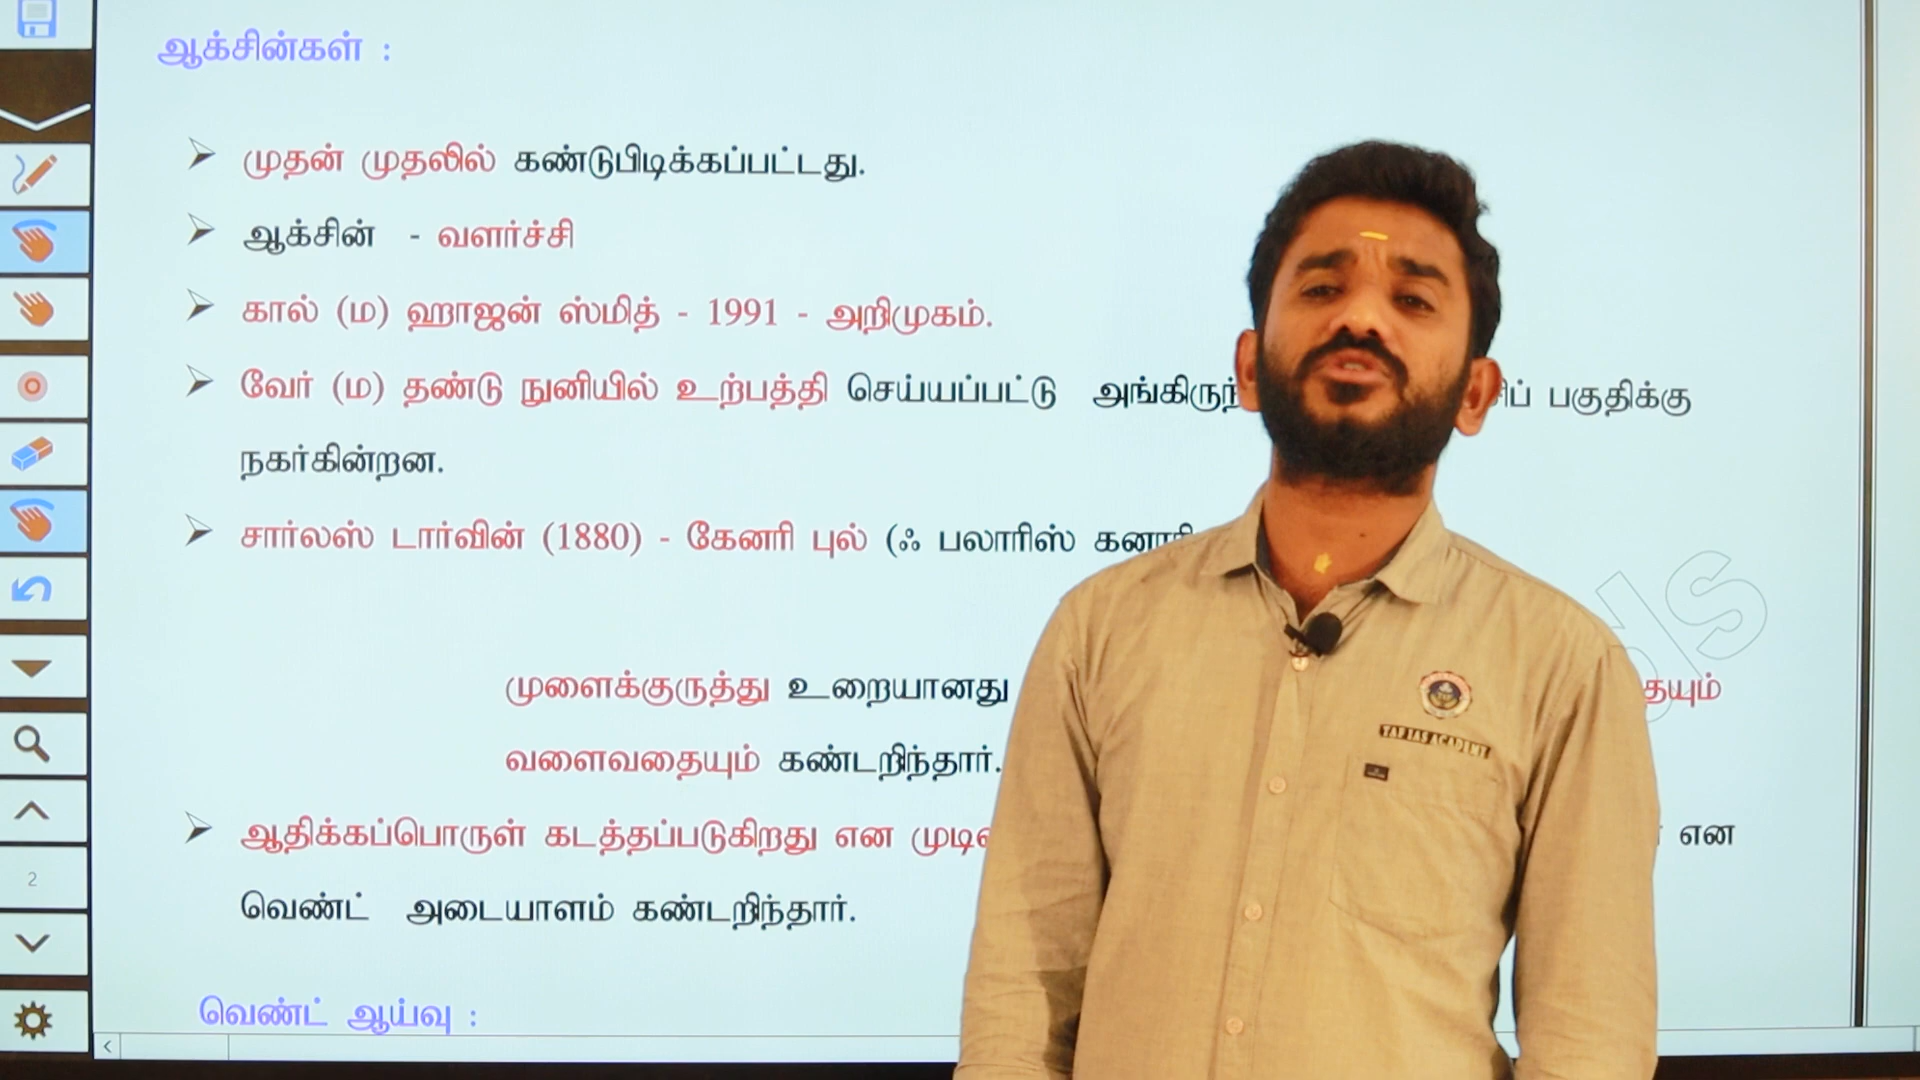 ஆக்சின்கள் :
முதன் முதலில் கண்டுபிடிக்கப்பட்டது.
ஆக்சின் - வளர்ச்சி
கால் (ம) ஹாஜன் ஸ்மித் - 1991 - அறிமுகம்.
வேர் (ம) தண்டு நுனியில் உற்பத்தி செய்யப்பட்டு பகுதிக்கு
நகர்கின்றன.
சார்லஸ் டார்வின் (1880) - கேனரி புல் (ஃ பலாரிஸ்
முளைக்குருத்து உறையானது
வளைவதையும் கண்டறிந்தார்.
ஆதிக்கப்பொருள் கடத்தப்படுகிறது என என
வெண்ட் அடையாளம் கண்டறிந்தார்.
வெண்ட் ஆய்வு :
2
TAF IAS ACADEMY